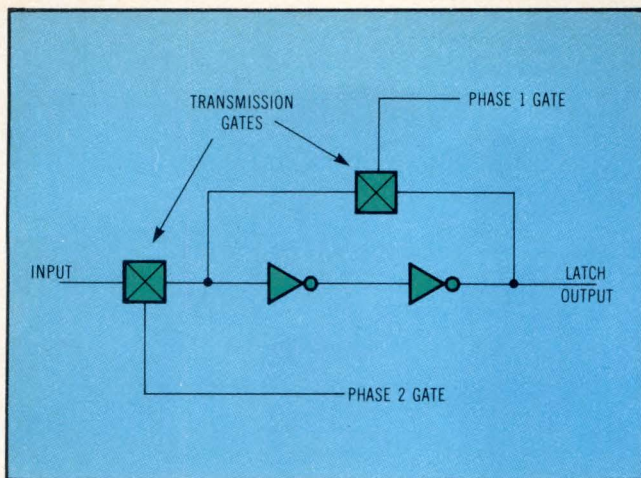 TRANSMISSION
GATES
PHASE 1 GATE
INPUT
LATCH
OUTPUT
PHASE 2 GATE